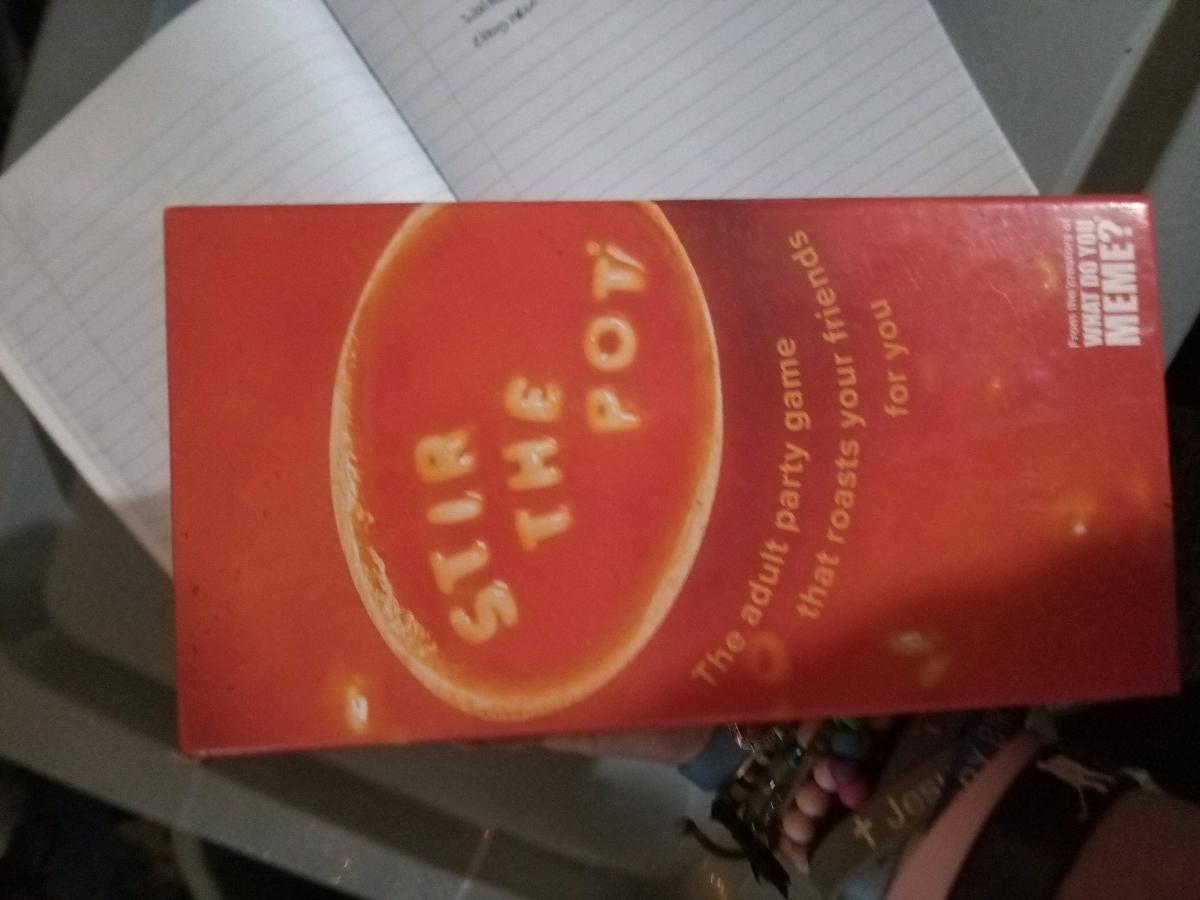 STIR
THE
POT
The adult party game
that roasts your friends
for you
From the creators of
WHAT DO YOU
MEME?